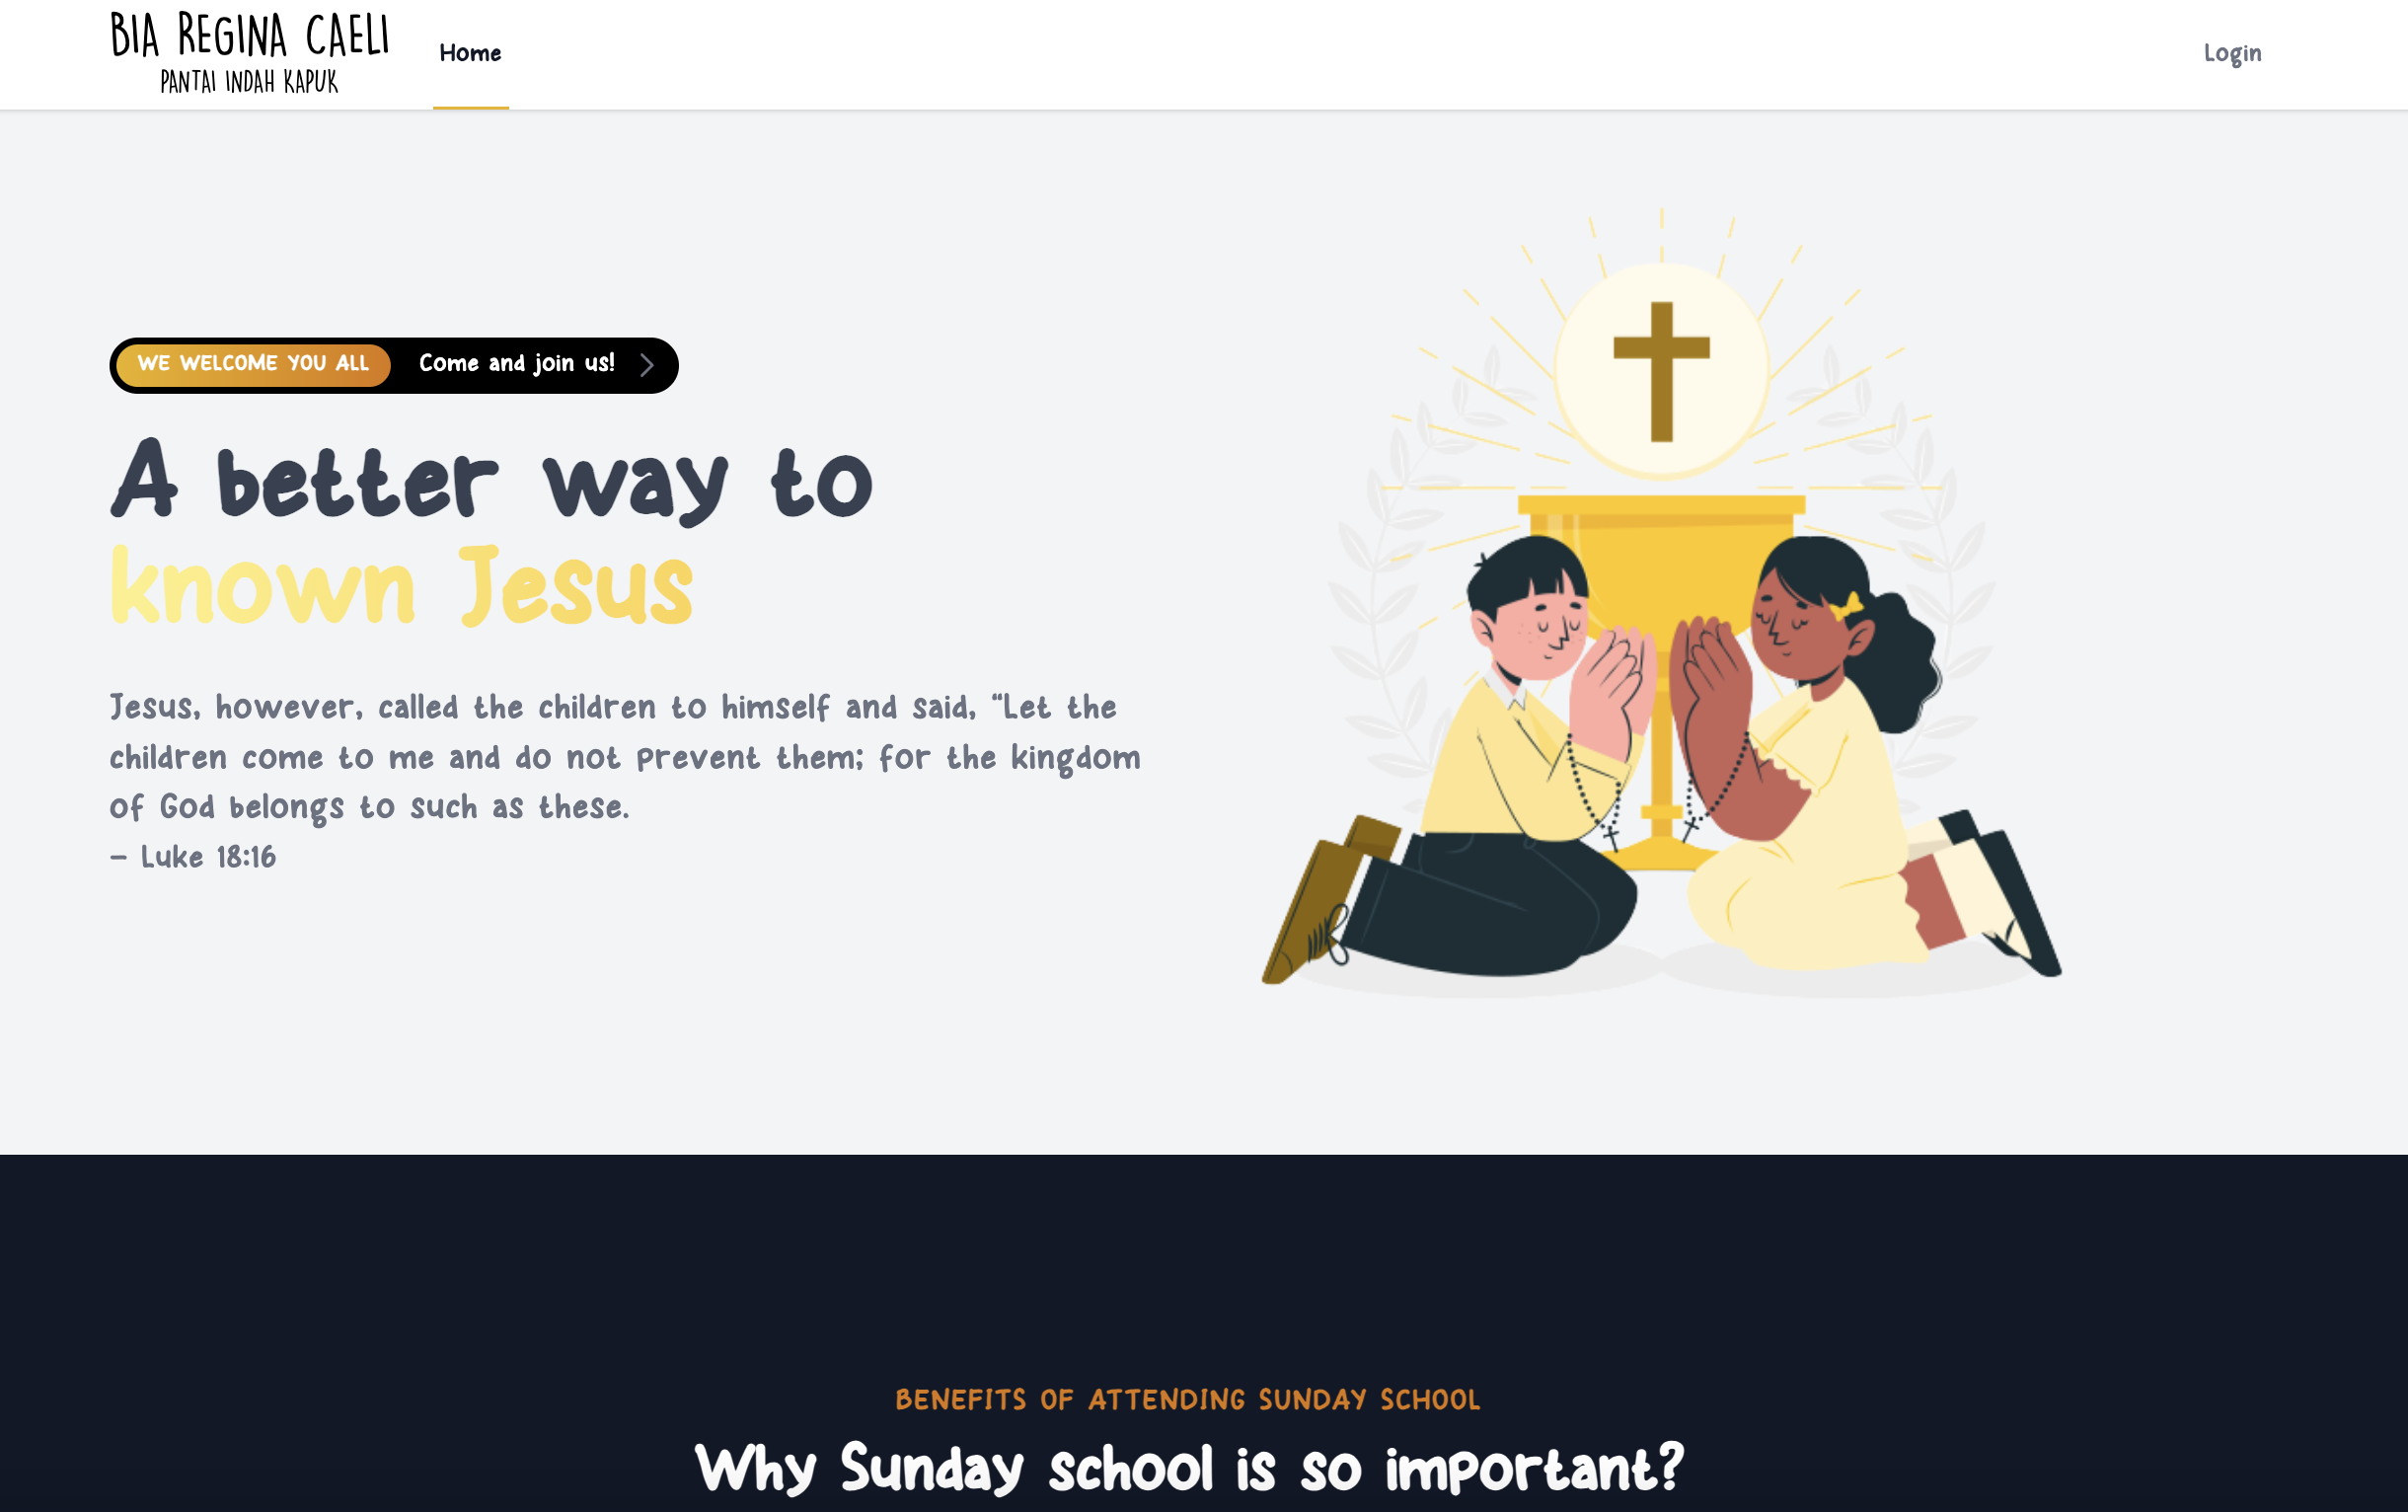 BIA REGINA CAELI
PANTAI INDAH KAPUK
Home
Login
WE WELCOME YOU ALL
Come and join us!
A better way to
known Jesus
Jesus, however, called the children to himself and said, “Let the
children come to me and do not prevent them; for the kingdom
of God belongs to such as these.
– Luke 18:16
BENEFITS OF ATTENDING SUNDAY SCHOOL
Why Sunday school is so important?